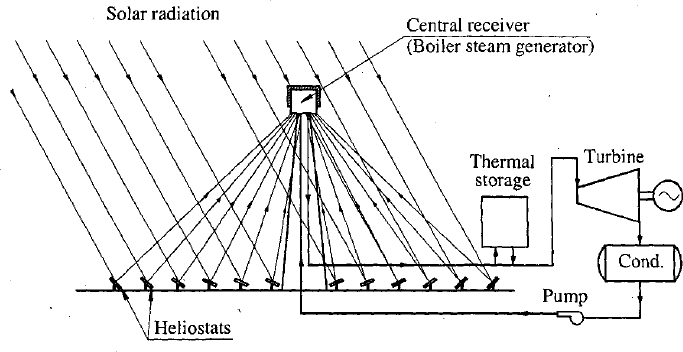 Solar radiation
Central receiver
(Boiler steam generator)
Thermal
storage
Turbine
Cond.
Pump
Heliostats